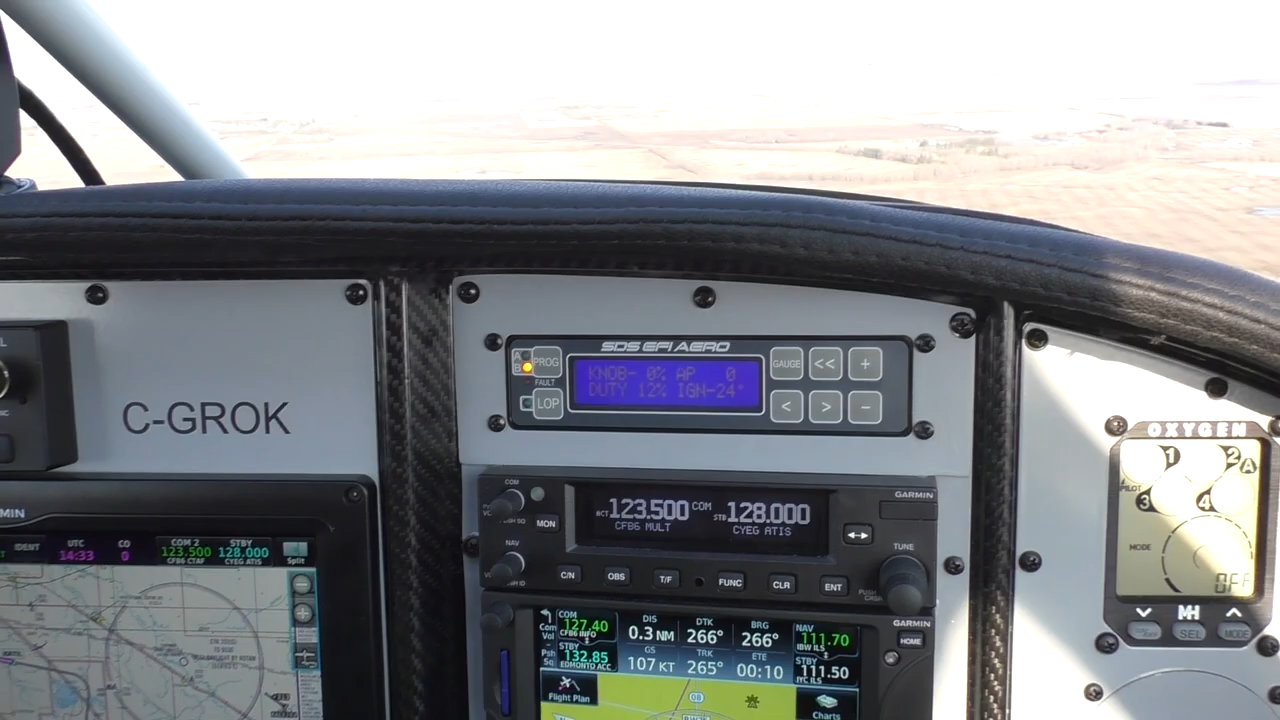 C-GROK
SDS EFI AERO
A
B
PROG
FAULT
LOP
KNOB- 0% AP 0
DUTY 12% IGN-24°
GAUGE
<<
+
<
>
−
IDENT
UTC
14:33
CO
0
COM 2
123.500
CFB6 CTAF
STBY
128.000
CYEG ATIS
Split
GARMIN
COM
MON
ACT 123.500 COM STB 128.000
CFB6 MULT CYEG ATIS
NAV
C/N
OBS
T/F
FUNC
CLR
ENT
TUNE
GARMIN
HOME
COM
127.40
CFB6 INFO
STBY
132.85
EDMONTD ACC
Com
Vol
Psh
Sq
DIS
0.3 NM
DTK
266°
BRG
266°
GS
107 KT
TRK
265°
ETE
00:10
NAV
111.70
IBW ILS
STBY
111.50
Flight Plan
Charts
OXYGEN
1
2
A
PILOT
3
4
MODE
OFF
MH
SEL
MODE